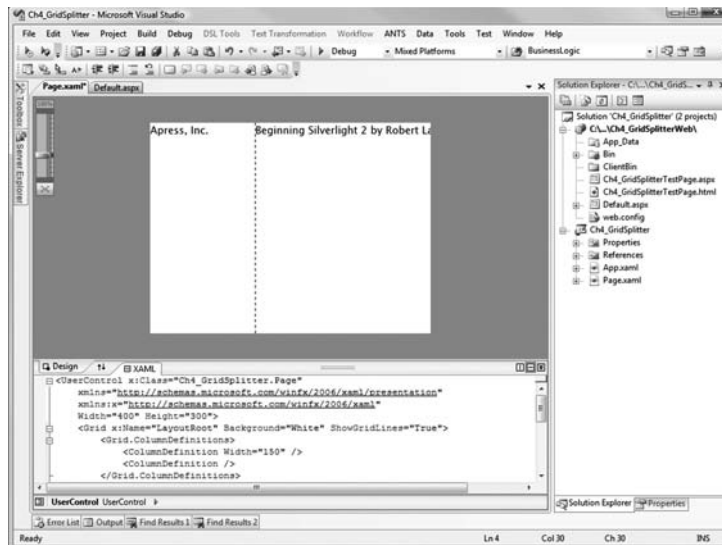 Ch4_GridSplitter - Microsoft Visual Studio
File Edit View Project Build Debug DSL Tools Text Transformation Workflow ANTS Data Tools Test Window Help
Debug Mixed Platforms BusinessLogic
Page.xaml* Default.aspx
Toolbox
Server Explorer
100%
Apress, Inc. Beginning Silverlight 2 by Robert La
Design XAML
<UserControl x:Class="Ch4_GridSplitter.Page"
xmlns="http://schemas.microsoft.com/winfx/2006/xaml/presentation"
xmlns:x="http://schemas.microsoft.com/winfx/2006/xaml"
Width="400" Height="300">
<Grid x:Name="LayoutRoot" Background="White" ShowGridLines="True">
<Grid.ColumnDefinitions>
<ColumnDefinition Width="150" />
<ColumnDefinition />
</Grid.ColumnDefinitions>
UserControl UserControl
Solution Explorer - C:\...\Ch4_GridS...
Solution 'Ch4_GridSplitter' (2 projects)
C:\...\Ch4_GridSplitterWeb\
App_Data
Bin
ClientBin
Ch4_GridSplitterTestPage.aspx
Ch4_GridSplitterTestPage.html
Default.aspx
web.config
Ch4_GridSplitter
Properties
References
App.xaml
Page.xaml
Solution Explorer Properties
Error List Output Find Results 1 Find Results 2
Ready Ln 4 Col 30 Ch 30 INS